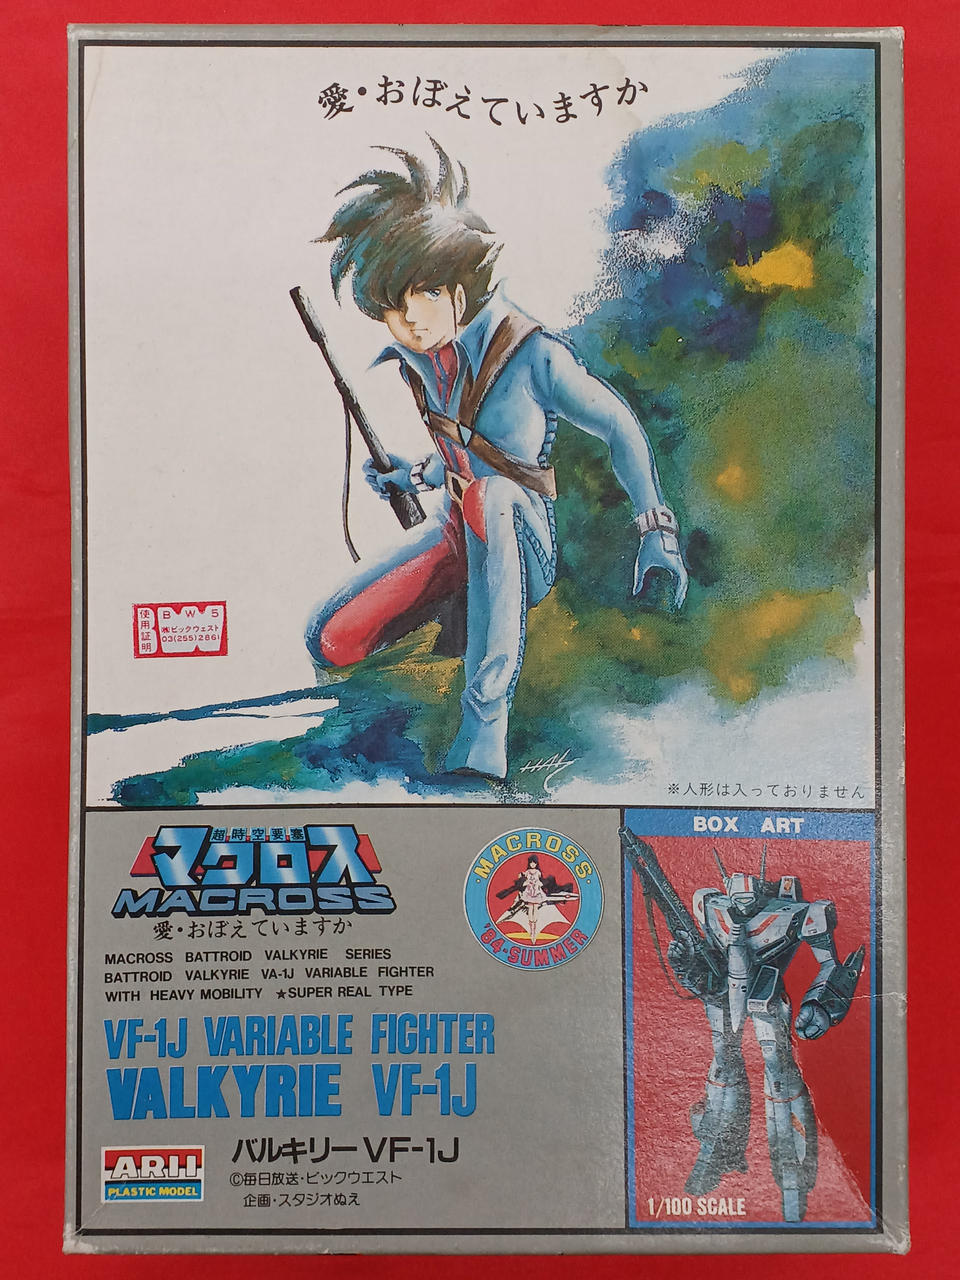 愛・おぼえていますか
使用証明
BW5
㈱ビックウェスト
03(255)2861
HAL
※人形は入っておりません
超時空要塞
マクロス
MACROSS
愛・おぼえていますか
MACROSS BATTROID VALKYRIE SERIES
BATTROID VALKYRIE VA-1J VARIABLE FIGHTER
WITH HEAVY MOBILITY ★SUPER REAL TYPE
VF-1J VARIABLE FIGHTER
VALKYRIE VF-1J
バルキリーVF-1J
©毎日放送・ビックウエスト
企画・スタジオぬえ
ARII
PLASTIC MODEL
・MACROSS・
'84-SUMMER
BOX ART
1/100 SCALE